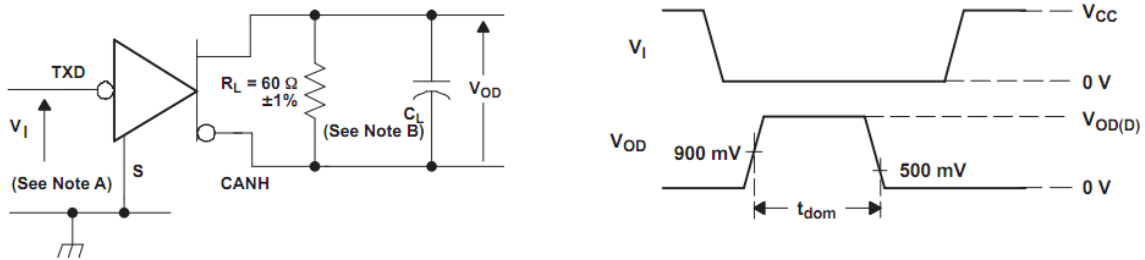 TXD
V_I
(See Note A)
S
R_L = 60 Ω
±1%
(See Note B)
C_L
V_OD
CANH
V_I
V_CC
0 V
V_OD
900 mV
V_OD(D)
500 mV
0 V
t_dom